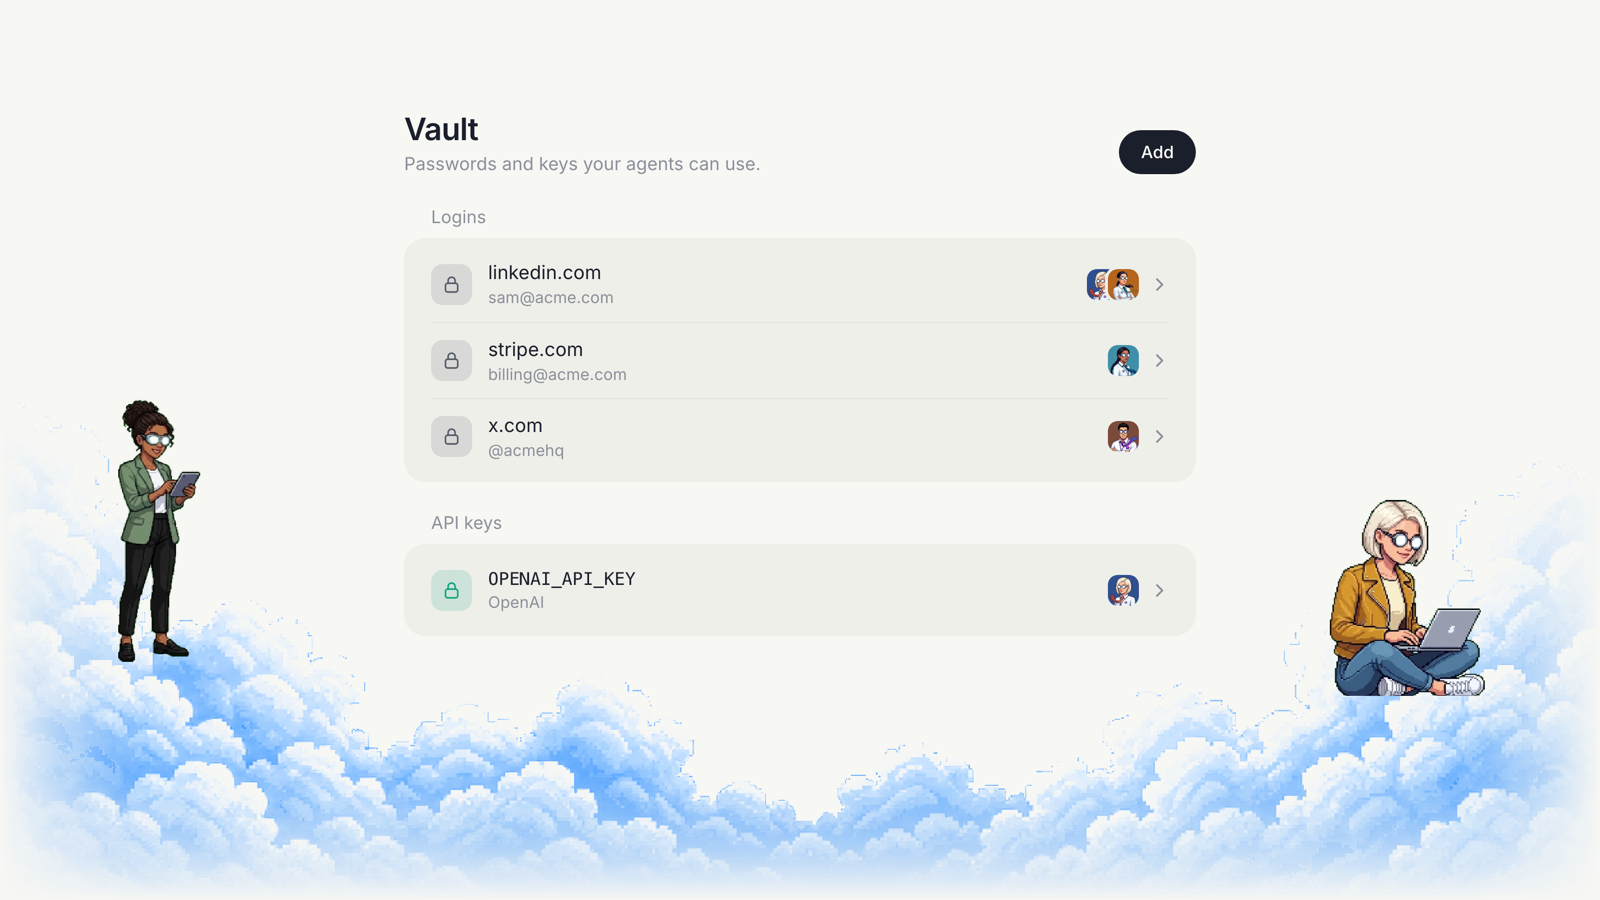 Vault
Passwords and keys your agents can use.
Add
Logins
linkedin.com
sam@acme.com
stripe.com
billing@acme.com
x.com
@acmehq
API keys
OPENAI_API_KEY
OpenAI